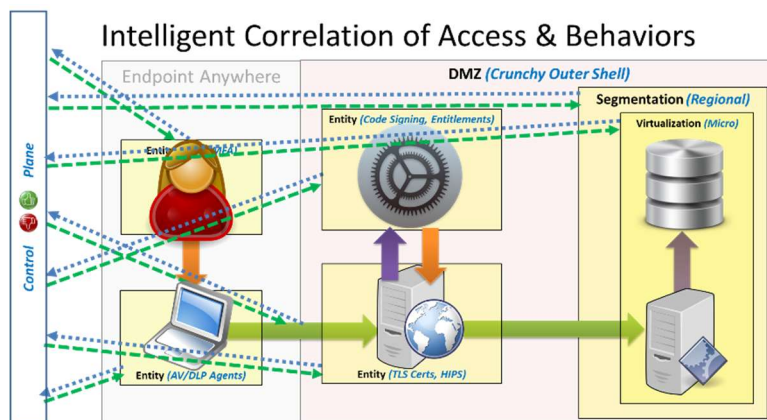 Intelligent Correlation of Access & Behaviors
Endpoint Anywhere
DMZ (Crunchy Outer Shell)
Segmentation (Regional)
Virtualization (Micro)
Entity (Code Signing, Entitlements)
Plane
Control
Entity (AV/DLP Agents)
Entity (TLS Certs, HIPS)